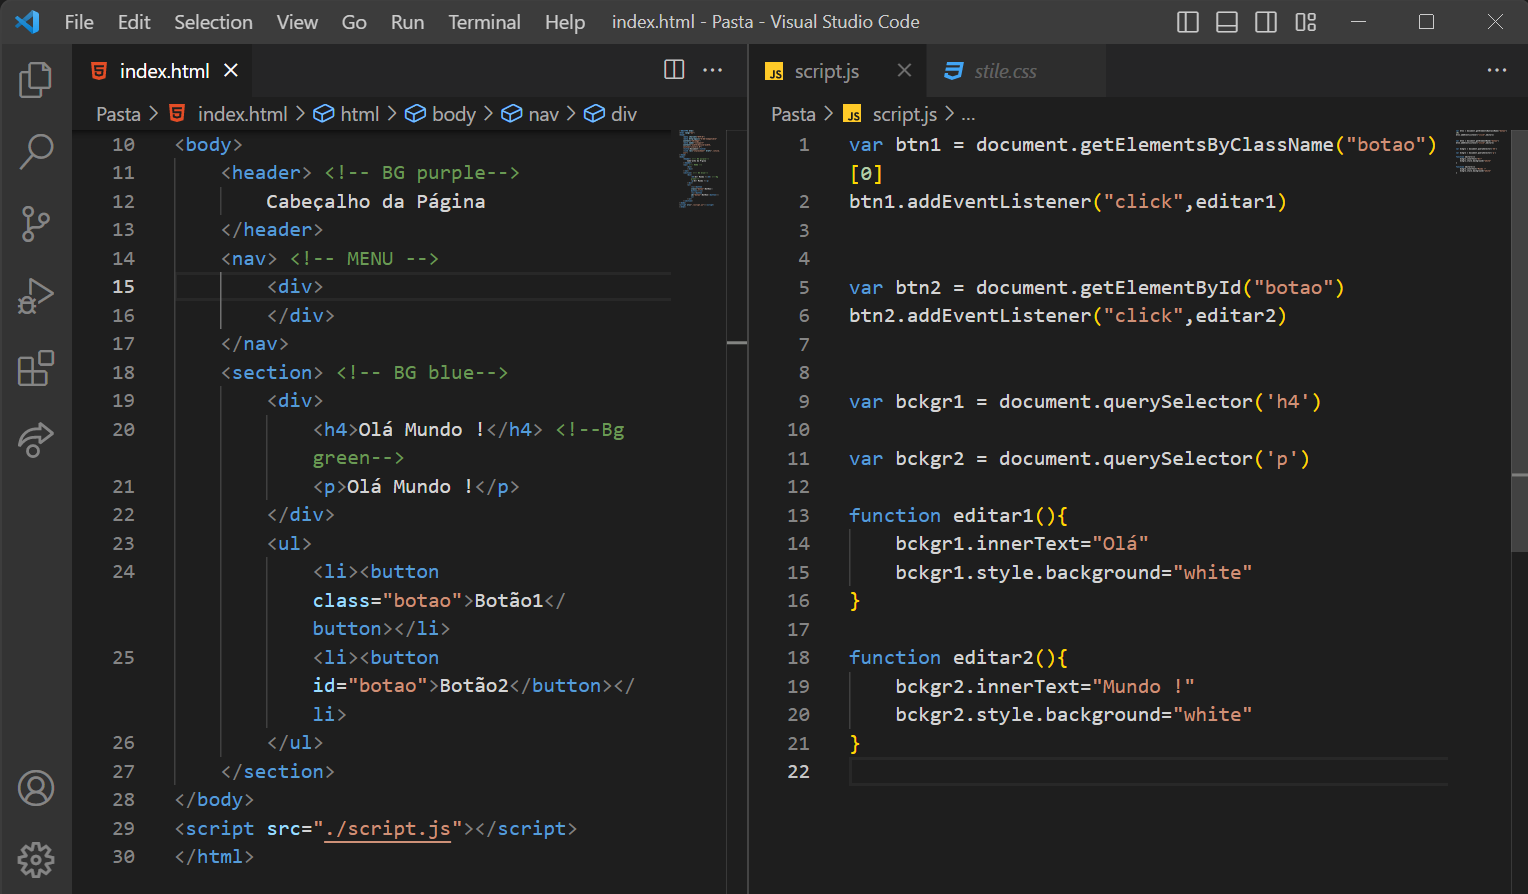 File Edit Selection View Go Run Terminal Help index.html - Pasta - Visual Studio Code
index.html
Pasta > index.html > html > body > nav > div
10 <body>
11 <header> <!-- BG purple-->
12 Cabeçalho da Página
13 </header>
14 <nav> <!-- MENU -->
15 <div>
16 </div>
17 </nav>
18 <section> <!-- BG blue-->
19 <div>
20 <h4>Olá Mundo !</h4> <!--Bg
green-->
21 <p>Olá Mundo !</p>
22 </div>
23 <ul>
24 <li><button
class="botao">Botão1</
button></li>
25 <li><button
id="botao">Botão2</button></
li>
26 </ul>
27 </section>
28 </body>
29 <script src="./script.js"></script>
30 </html>
JS script.js stile.css
Pasta > JS script.js > ...
1 var btn1 = document.getElementsByClassName("botao")
[0]
2 btn1.addEventListener("click",editar1)
3
4
5 var btn2 = document.getElementById("botao")
6 btn2.addEventListener("click",editar2)
7
8
9 var bckgr1 = document.querySelector('h4')
10
11 var bckgr2 = document.querySelector('p')
12
13 function editar1(){
14 bckgr1.innerText="Olá"
15 bckgr1.style.background="white"
16 }
17
18 function editar2(){
19 bckgr2.innerText="Mundo !"
20 bckgr2.style.background="white"
21 }
22